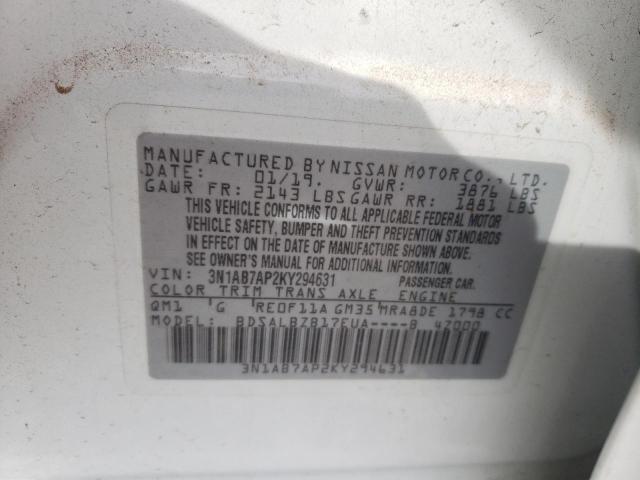 MANUFACTURED BY NISSAN MOTOR CO., LTD.
DATE: 01/19. GVWR: 3876 LBS
GAWR FR: 2143 LBS GAWR RR: 1881 LBS
THIS VEHICLE CONFORMS TO ALL APPLICABLE FEDERAL MOTOR
VEHICLE SAFETY, BUMPER AND THEFT PREVENTION STANDARDS
IN EFFECT ON THE DATE OF MANUFACTURE SHOWN ABOVE.
SEE OWNER'S MANUAL FOR ADDITIONAL INFORMATION.
VIN: 3N1AB7AP2KY294631 PASSENGER CAR
COLOR TRIM TRANS AXLE ENGINE
QM1 G RE0F11A GM35 MRA8DE 1798 CC
MODEL: BDSALBZB17EUA----B 47000
3N1AB7AP2KY294631